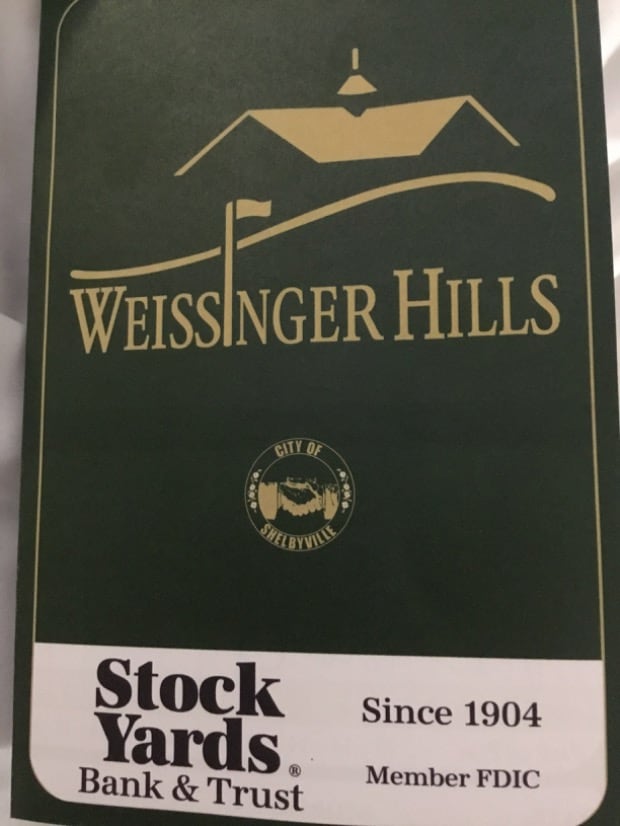 WEISSINGER HILLS
CITY OF
SHELBYVILLE
Stock
Yards®
Bank & Trust
Since 1904
Member FDIC